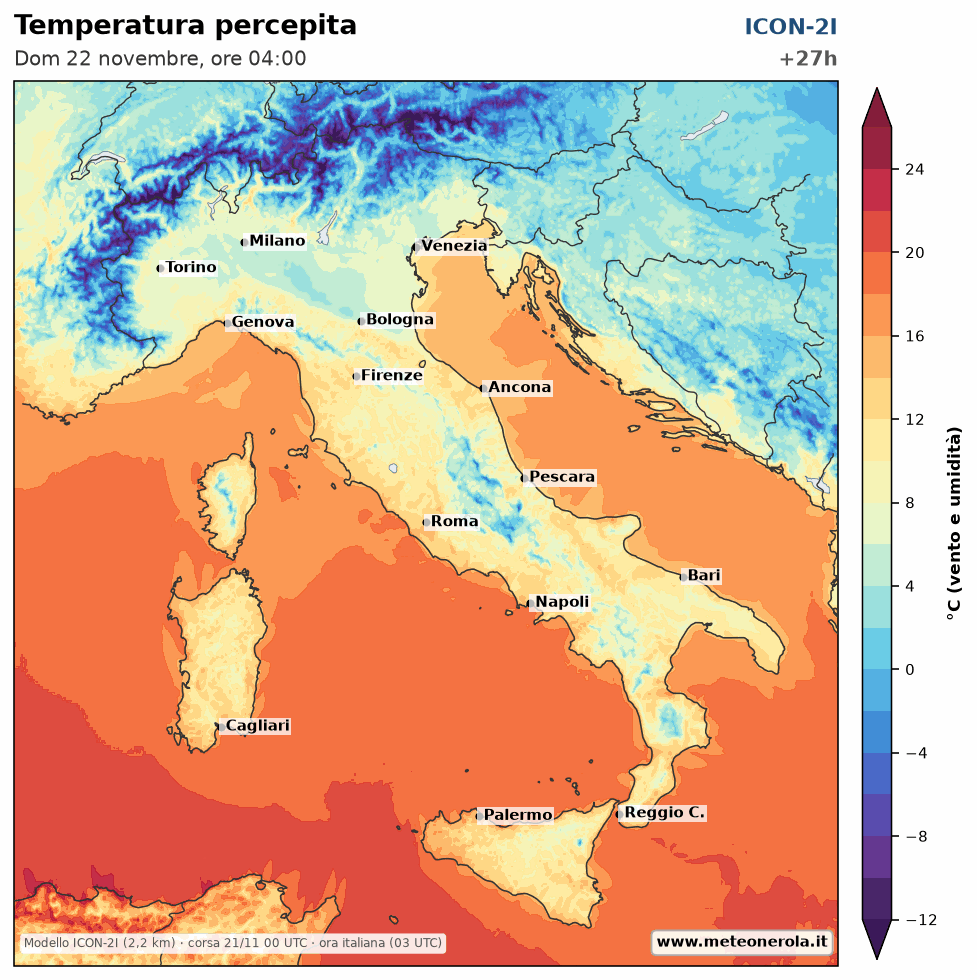 Temperatura percepita
ICON-2I
Dom 22 novembre, ore 04:00
+27h
Milano
Venezia
Torino
Genova
Bologna
Firenze
Ancona
Pescara
Roma
Bari
Napoli
Cagliari
Palermo
Reggio C.
24
20
16
12
8
4
0
−4
−8
−12
°C (vento e umidità)
Modello ICON-2I (2,2 km) · corsa 21/11 00 UTC · ora italiana (03 UTC)
www.meteonerola.it